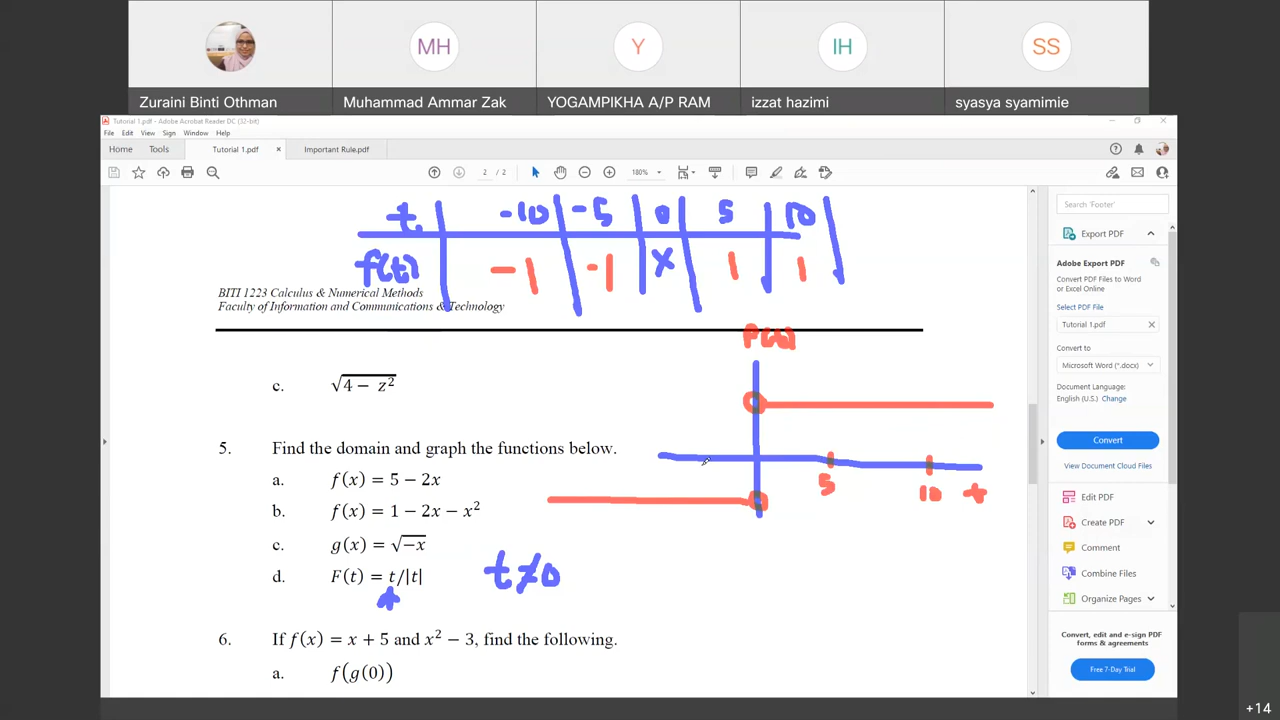 MH
Y
IH
SS
Zuraini Binti Othman
Muhammad Ammar Zak
YOGAMPIKHA A/P RAM
izzat hazimi
syasya syamimie
Tutorial 1.pdf - Adobe Acrobat Reader DC (32-bit)
File Edit View Sign Window Help
Home Tools Tutorial 1.pdf × Important Rule.pdf
2 / 2 180%
t -10 -5 0 5 10
f(t) -1 -1 X 1 1
BITI 1223 Calculus & Numerical Methods
Faculty of Information and Communications & Technology
F(t)
c. √4 − z²
5. Find the domain and graph the functions below.
a. f(x) = 5 − 2x
b. f(x) = 1 − 2x − x²
c. g(x) = √−x
d. F(t) = t/|t|
t ≠ 0
5 10 t
6. If f(x) = x + 5 and x² − 3, find the following.
a. f(g(0))
Search 'Footer'
Export PDF
Adobe Export PDF
Convert PDF Files to Word
or Excel Online
Select PDF File
Tutorial 1.pdf ×
Convert to
Microsoft Word (*.docx)
Document Language:
English (U.S.) Change
Convert
View Document Cloud Files
Edit PDF
Create PDF
Comment
Combine Files
Organize Pages
Convert, edit and e-sign PDF
forms & agreements
Free 7-Day Trial
+14